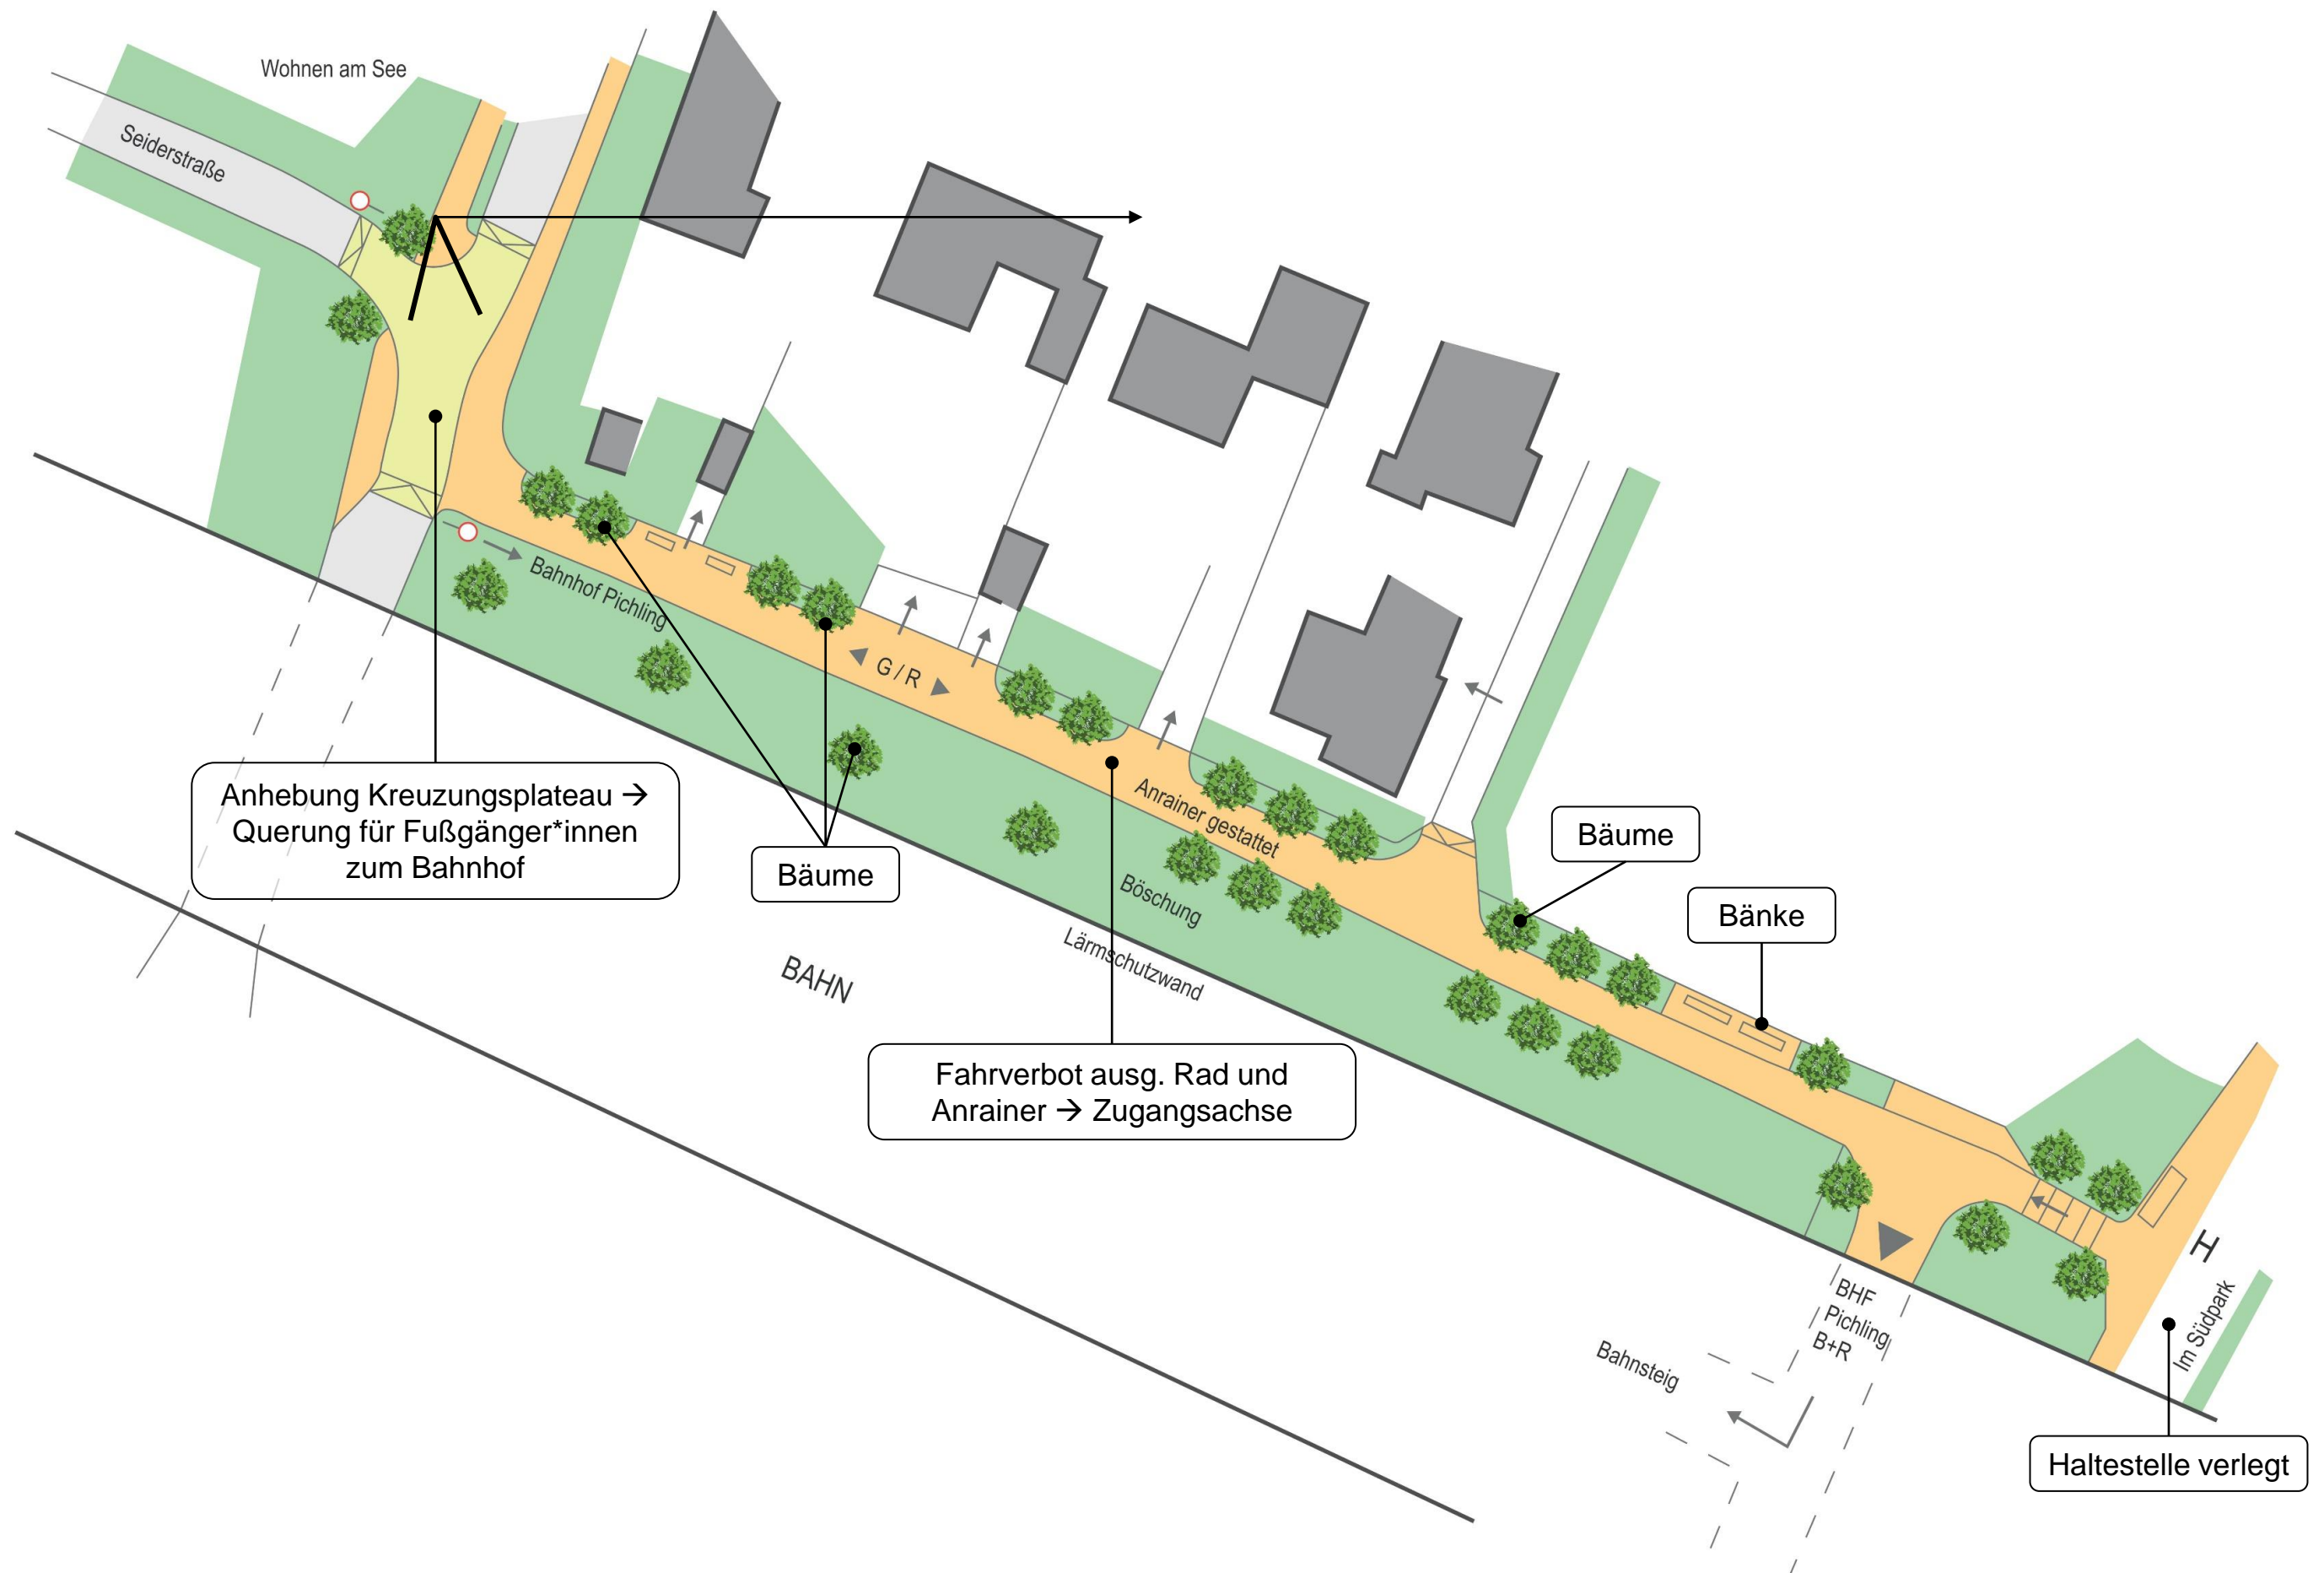 Wohnen am See
Seiderstraße
Bahnhof Pichling
G / R
Anhebung Kreuzungsplateau →
Querung für Fußgänger*innen
zum Bahnhof
Bäume
Anrainer gestattet
Bäume
Böschung
Bänke
Lärmschutzwand
BAHN
Fahrverbot ausg. Rad und
Anrainer → Zugangsachse
H
Im Südpark
BHF
Pichling
B+R
Bahnsteig
Haltestelle verlegt